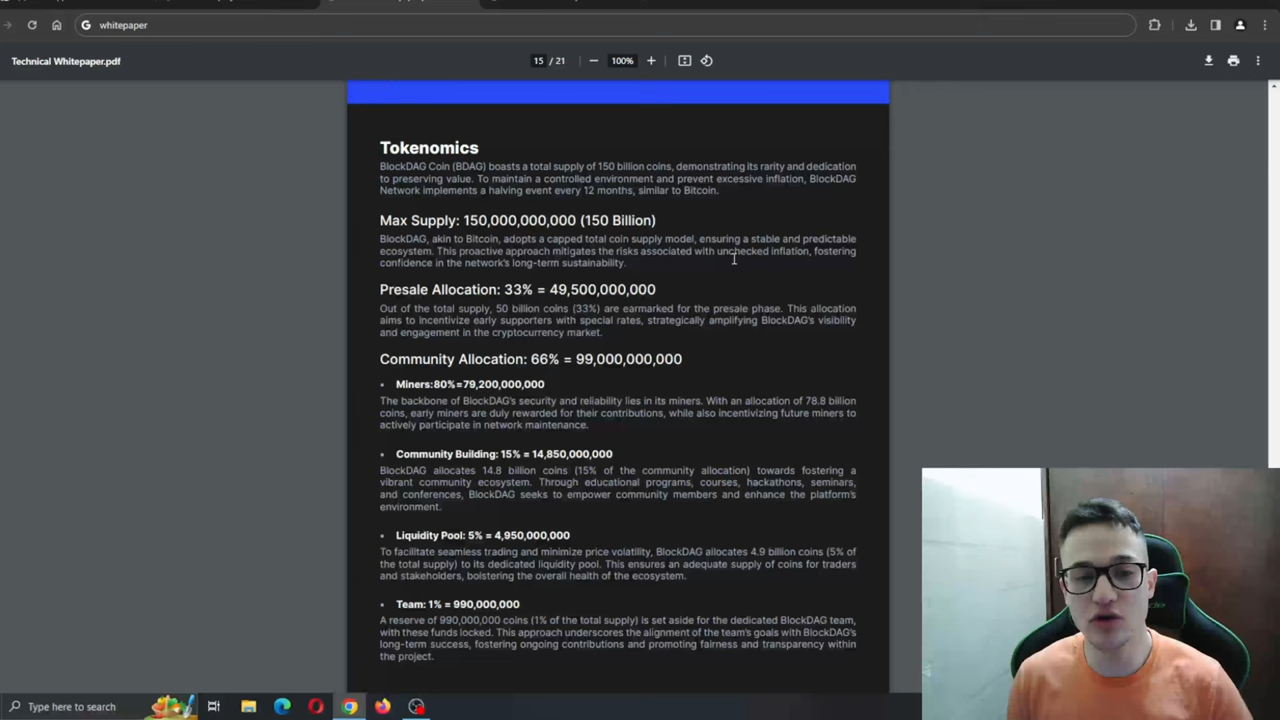 whitepaper
Technical Whitepaper.pdf
15 / 21
100%
Tokenomics
BlockDAG Coin (BDAG) boasts a total supply of 150 billion coins, demonstrating its rarity and dedication
to preserving value. To maintain a controlled environment and prevent excessive inflation, BlockDAG
Network implements a halving event every 12 months, similar to Bitcoin.
Max Supply: 150,000,000,000 (150 Billion)
BlockDAG, akin to Bitcoin, adopts a capped total coin supply model, ensuring a stable and predictable
ecosystem. This proactive approach mitigates the risks associated with unchecked inflation, fostering
confidence in the network's long-term sustainability.
Presale Allocation: 33% = 49,500,000,000
Out of the total supply, 50 billion coins (33%) are earmarked for the presale phase. This allocation
aims to incentivize early supporters with special rates, strategically amplifying BlockDAG's visibility
and engagement in the cryptocurrency market.
Community Allocation: 66% = 99,000,000,000
• Miners:80%=79,200,000,000
The backbone of BlockDAG's security and reliability lies in its miners. With an allocation of 78.8 billion
coins, early miners are duly rewarded for their contributions, while also incentivizing future miners to
actively participate in network maintenance.
• Community Building: 15% = 14,850,000,000
BlockDAG allocates 14.8 billion coins (15% of the community allocation) towards fostering a
vibrant community ecosystem. Through educational programs, courses, hackathons, seminars,
and conferences, BlockDAG seeks to empower community members and enhance the platform's
environment.
• Liquidity Pool: 5% = 4,950,000,000
To facilitate seamless trading and minimize price volatility, BlockDAG allocates 4.9 billion coins (5% of
the total supply) to its dedicated liquidity pool. This ensures an adequate supply of coins for traders
and stakeholders, bolstering the overall health of the ecosystem.
• Team: 1% = 990,000,000
A reserve of 990,000,000 coins (1% of the total supply) is set aside for the dedicated BlockDAG team,
with these funds locked. This approach underscores the alignment of the team's goals with BlockDAG's
long-term success, fostering ongoing contributions and promoting fairness and transparency within
the project.
Type here to search